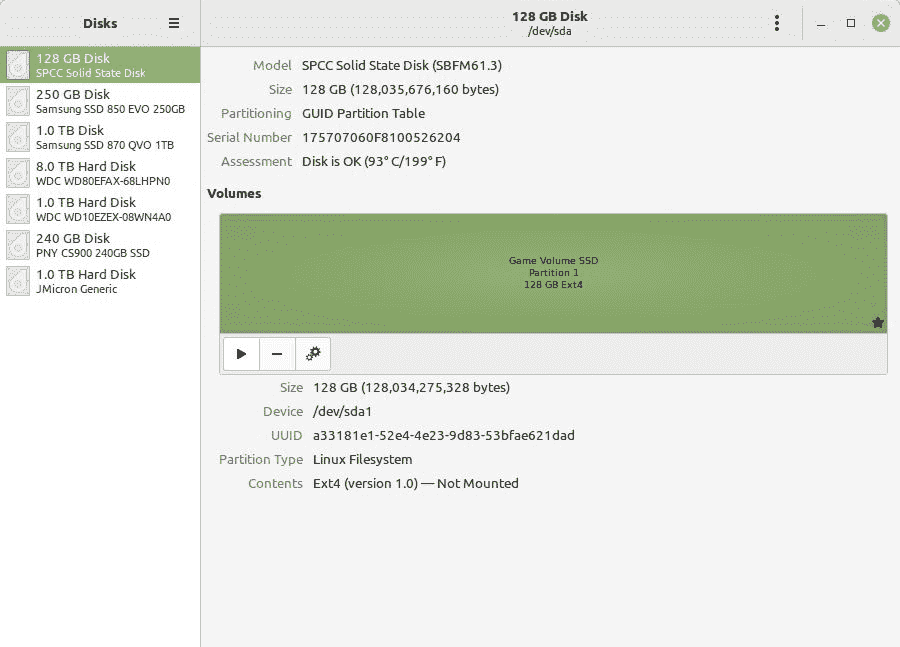 Disks
128 GB Disk
/dev/sda
128 GB Disk
SPCC Solid State Disk
250 GB Disk
Samsung SSD 850 EVO 250GB
1.0 TB Disk
Samsung SSD 870 QVO 1TB
8.0 TB Hard Disk
WDC WD80EFAX-68LHPN0
1.0 TB Hard Disk
WDC WD10EZEX-08WN4A0
240 GB Disk
PNY CS900 240GB SSD
1.0 TB Hard Disk
JMicron Generic
Model SPCC Solid State Disk (SBFM61.3)
Size 128 GB (128,035,676,160 bytes)
Partitioning GUID Partition Table
Serial Number 175707060F8100526204
Assessment Disk is OK (93° C/199° F)
Volumes
Game Volume SSD
Partition 1
128 GB Ext4
Size 128 GB (128,034,275,328 bytes)
Device /dev/sda1
UUID a33181e1-52e4-4e23-9d83-53bfae621dad
Partition Type Linux Filesystem
Contents Ext4 (version 1.0) — Not Mounted